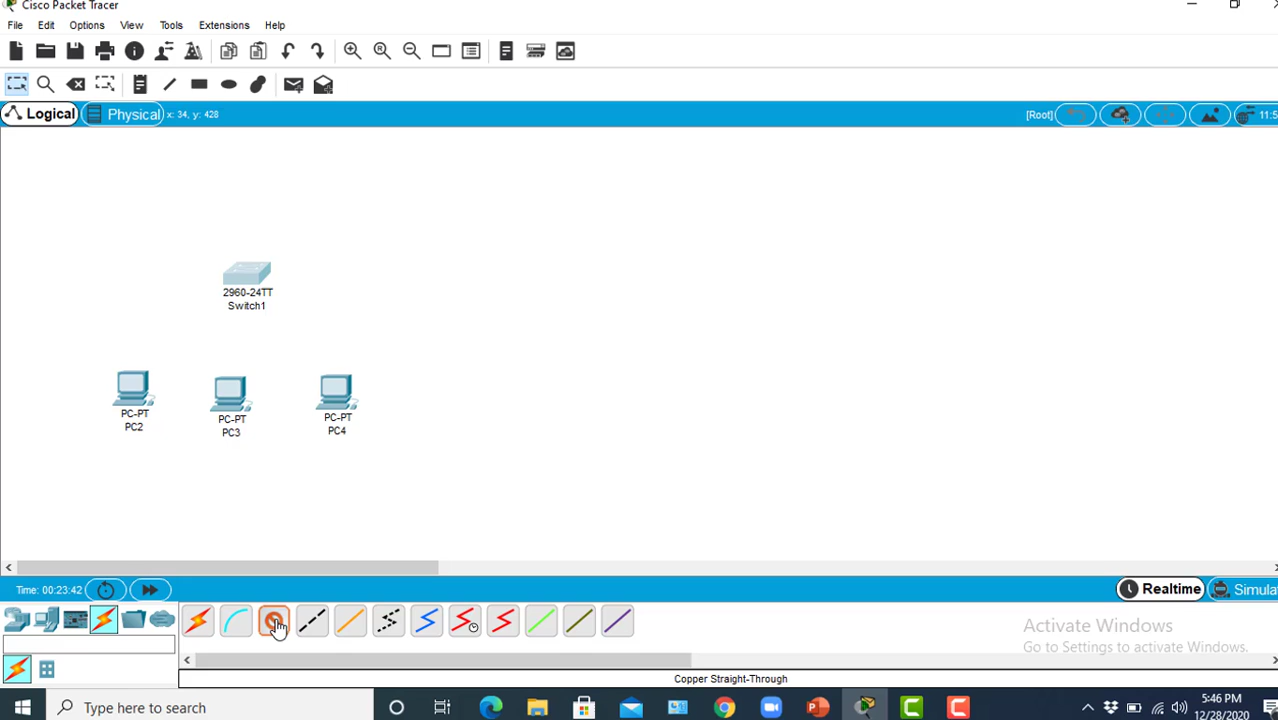 Cisco Packet Tracer
File Edit Options View Tools Extensions Help
Logical Physical x: 34, y: 428 [Root] 11:5
2960-24TT
Switch1
PC-PT
PC2
PC-PT
PC3
PC-PT
PC4
Time: 00:23:42 Realtime Simula
Activate Windows
Go to Settings to activate Windows.
Copper Straight-Through
Type here to search
5:46 PM
12/28/2020